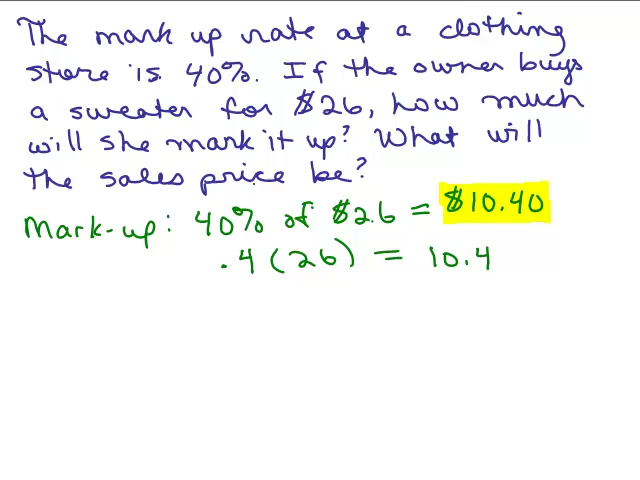 The mark up rate at a clothing
store is 40%. If the owner buys
a sweater for $26, how much
will she mark it up? What will
the sales price be?
Mark-up: 40% of $26 = $10.40
.4 (26) = 10.4